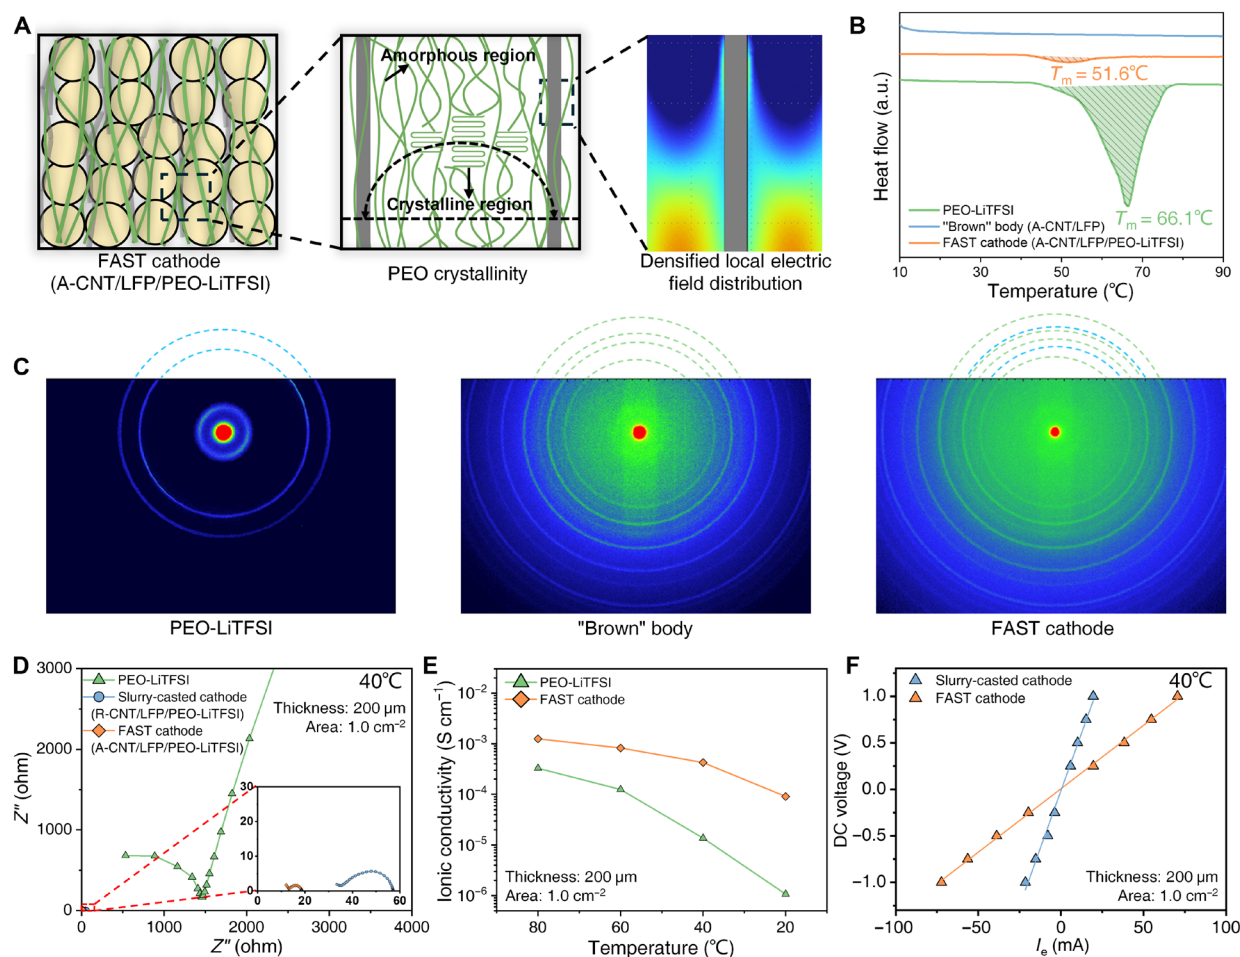 A
Amorphous region
Crystalline region
FAST cathode
(A-CNT/LFP/PEO-LiTFSI)
PEO crystallinity
Densified local electric
field distribution
B
Heat flow (a.u.)
Tm = 51.6℃
Tm = 66.1℃
PEO-LiTFSI
"Brown" body (A-CNT/LFP)
FAST cathode (A-CNT/LFP/PEO-LiTFSI)
10 30 50 70 90
Temperature (℃)
C
PEO-LiTFSI
"Brown" body
FAST cathode
D
40℃
PEO-LiTFSI
Slurry-casted cathode
(R-CNT/LFP/PEO-LiTFSI)
FAST cathode
(A-CNT/LFP/PEO-LiTFSI)
Thickness: 200 μm
Area: 1.0 cm⁻²
Z″ (ohm)
3000
2000
1000
0
30
20
10
0
0 20 40 60
0 1000 2000 3000 4000
Z″ (ohm)
E
PEO-LiTFSI
FAST cathode
Ionic conductivity (S cm⁻¹)
10⁻²
10⁻³
10⁻⁴
10⁻⁵
10⁻⁶
Thickness: 200 μm
Area: 1.0 cm⁻²
80 60 40 20
Temperature (℃)
F
Slurry-casted cathode
FAST cathode
40℃
DC voltage (V)
1.0
0.5
0.0
−0.5
−1.0
Thickness: 200 μm
Area: 1.0 cm⁻²
−100 −50 0 50 100
Ie (mA)